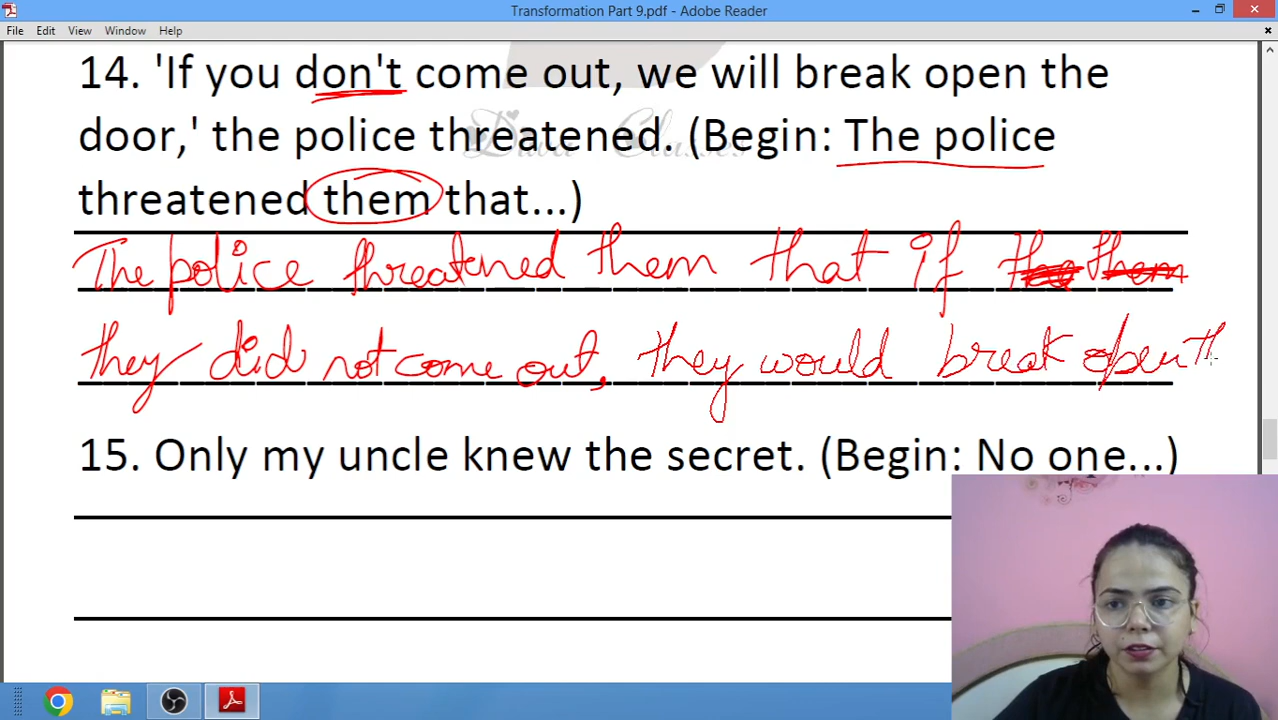 Transformation Part 9.pdf - Adobe Reader
File Edit View Window Help
14. 'If you don't come out, we will break open the
door,' the police threatened. (Begin: The police
Diva Classes
threatened them that...)
The police threatened them that if the them
they did not come out, they would break open th
15. Only my uncle knew the secret. (Begin: No one...)